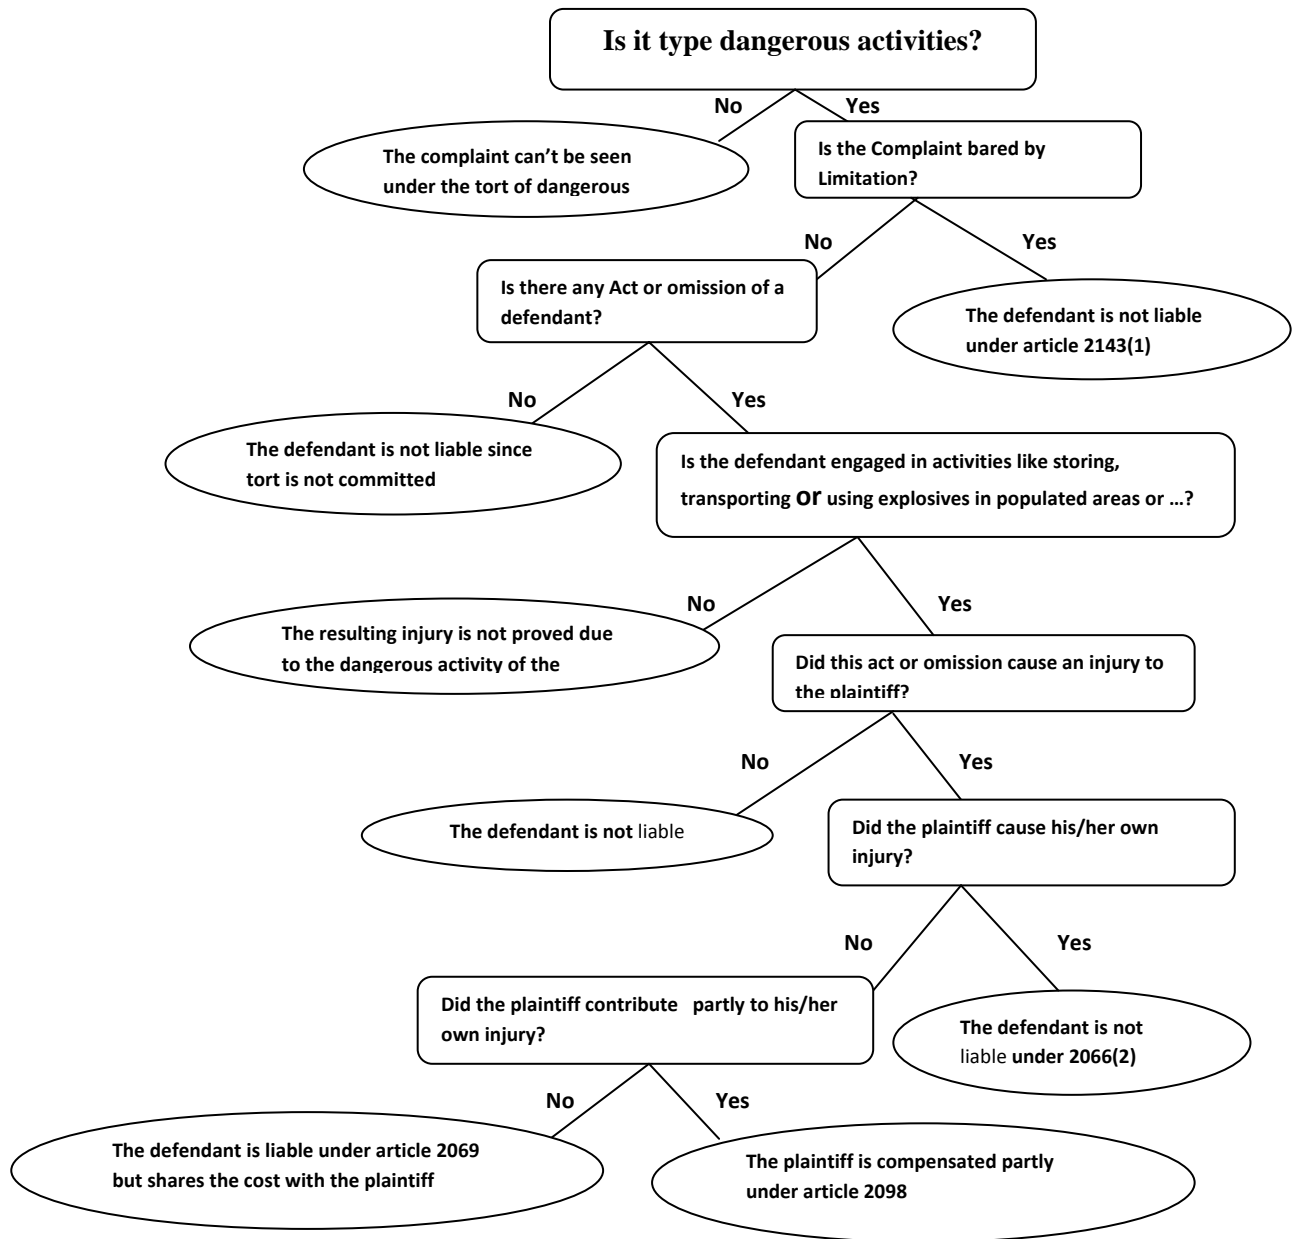 Is it type dangerous activities?
No
Yes
The complaint can’t be seen
under the tort of dangerous
Is the Complaint bared by
Limitation?
No
Yes
Is there any Act or omission of a
defendant?
The defendant is not liable
under article 2143(1)
No
Yes
The defendant is not liable since
tort is not committed
Is the defendant engaged in activities like storing,
transporting or using explosives in populated areas or …?
No
Yes
The resulting injury is not proved due
to the dangerous activity of the
Did this act or omission cause an injury to
the plaintiff?
No
Yes
The defendant is not liable
Did the plaintiff cause his/her own
injury?
No
Yes
Did the plaintiff contribute partly to his/her
own injury?
The defendant is not
liable under 2066(2)
No
Yes
The defendant is liable under article 2069
but shares the cost with the plaintiff
The plaintiff is compensated partly
under article 2098